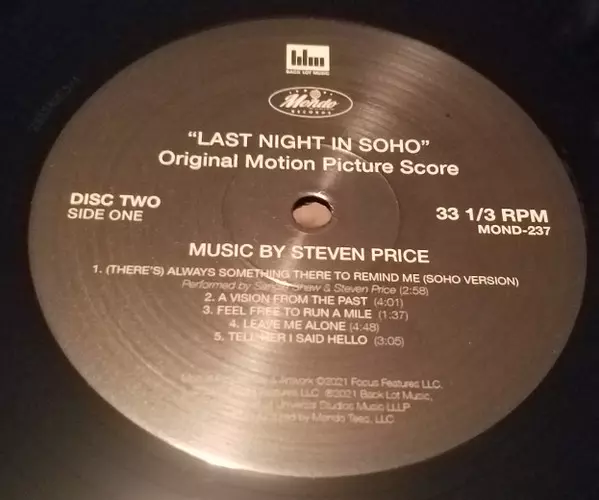 BACK LOT MUSIC
Mondo
RECORDS
"LAST NIGHT IN SOHO"
Original Motion Picture Score
DISC TWO
SIDE ONE
33 1/3 RPM
MOND-237
MUSIC BY STEVEN PRICE
1. (THERE'S) ALWAYS SOMETHING THERE TO REMIND ME (SOHO VERSION)
Performed by Sandie Shaw & Steven Price (2:58)
2. A VISION FROM THE PAST (4:01)
3. FEEL FREE TO RUN A MILE (1:37)
4. LEAVE ME ALONE (4:48)
5. TELL HER I SAID HELLO (3:05)
& Artwork ©2021 Focus Features LLC.
LLC. ℗2021 Back Lot Music,
Universal Studios Music LLLP
by Mondo Tees, LLC